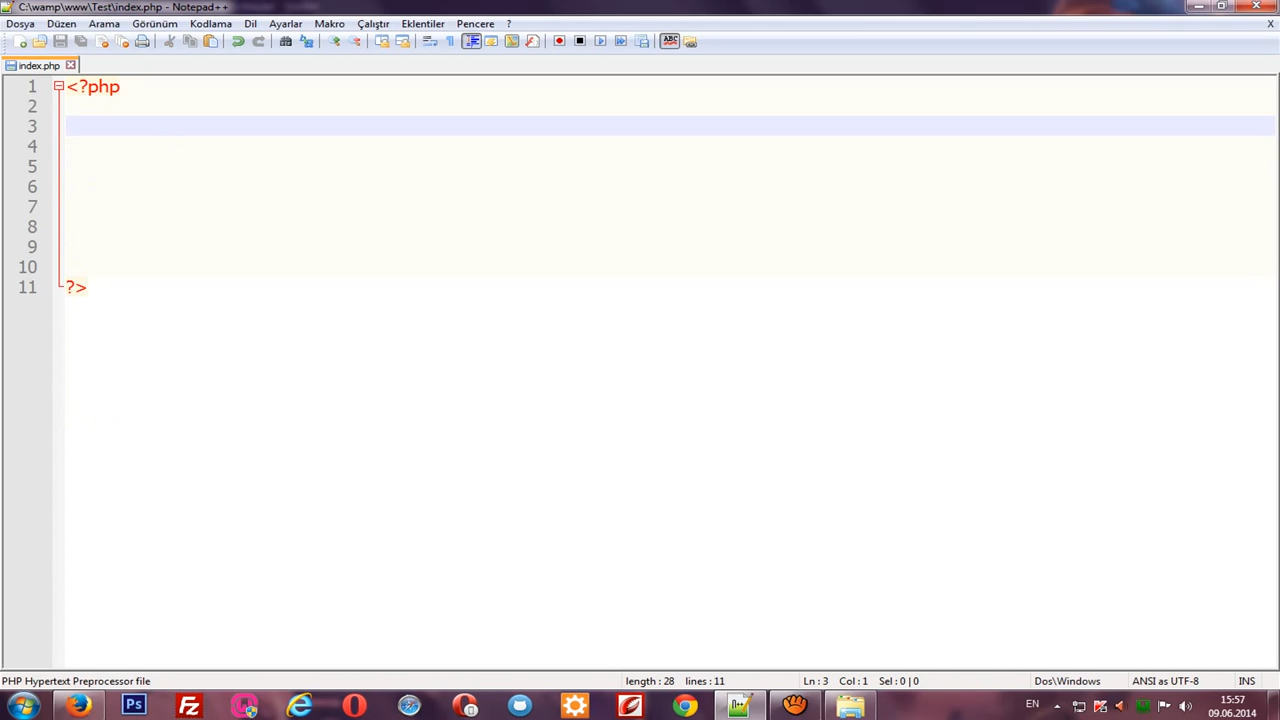 C:\wamp\www\Test\index.php - Notepad++
Dosya Düzen Arama Görünüm Kodlama Dil Ayarlar Makro Çalıştır Eklentiler Pencere ? X
ABC
index.php
1 <?php
2
3
4
5
6
7
8
9
10
11 ?>
PHP Hypertext Preprocessor file length : 28 lines : 11 Ln : 3 Col : 1 Sel : 0 | 0 Dos\Windows ANSI as UTF-8 INS
Ps Fz EN 15:57
09.06.2014